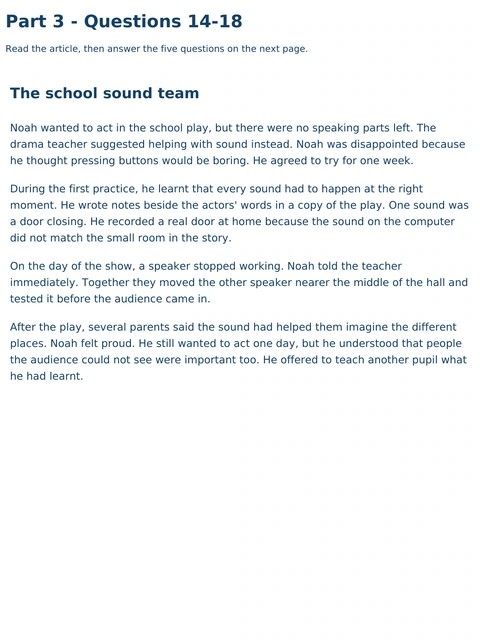 Part 3 - Questions 14-18
Read the article, then answer the five questions on the next page.
The school sound team
Noah wanted to act in the school play, but there were no speaking parts left. The
drama teacher suggested helping with sound instead. Noah was disappointed because
he thought pressing buttons would be boring. He agreed to try for one week.
During the first practice, he learnt that every sound had to happen at the right
moment. He wrote notes beside the actors' words in a copy of the play. One sound was
a door closing. He recorded a real door at home because the sound on the computer
did not match the small room in the story.
On the day of the show, a speaker stopped working. Noah told the teacher
immediately. Together they moved the other speaker nearer the middle of the hall and
tested it before the audience came in.
After the play, several parents said the sound had helped them imagine the different
places. Noah felt proud. He still wanted to act one day, but he understood that people
the audience could not see were important too. He offered to teach another pupil what
he had learnt.